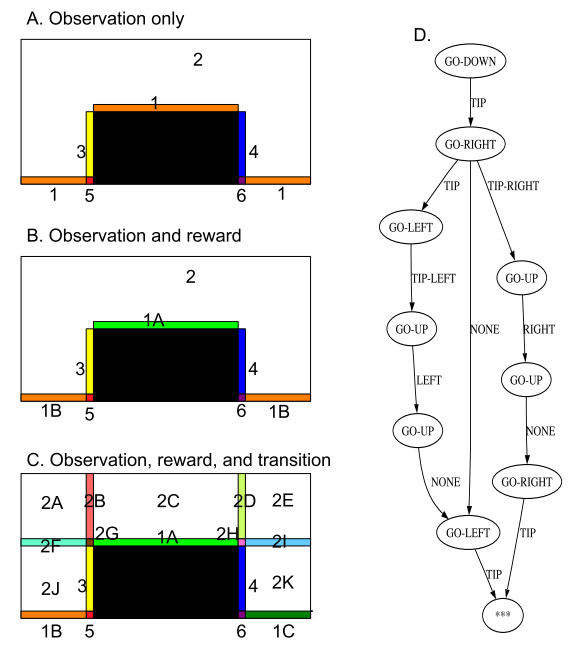 A. Observation only
2
1
3
4
1
5
6
1
B. Observation and reward
2
1A
3
4
1B
5
6
1B
C. Observation, reward, and transition
2A
2B
2C
2D
2E
2G
1A
2H
2F
2I
2J
3
4
2K
1B
5
6
1C
D.
GO-DOWN
TIP
GO-RIGHT
TIP
TIP-RIGHT
GO-LEFT
TIP-LEFT
GO-UP
GO-UP
NONE
RIGHT
LEFT
GO-UP
GO-UP
NONE
NONE
GO-RIGHT
GO-LEFT
TIP
TIP
***